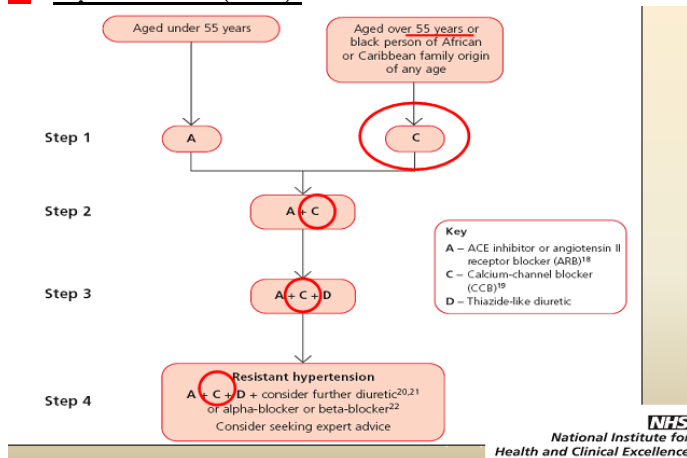 Aged under 55 years
Aged over 55 years or
black person of African
or Caribbean family origin
of any age
Step 1
A
C
Step 2
A + C
Step 3
A + C + D
Key
A – ACE inhibitor or angiotensin II
receptor blocker (ARB)18
C – Calcium-channel blocker
(CCB)19
D – Thiazide-like diuretic
Step 4
Resistant hypertension
A + C + D + consider further diuretic20,21
or alpha-blocker or beta-blocker22
Consider seeking expert advice
NHS
National Institute for
Health and Clinical Excellence